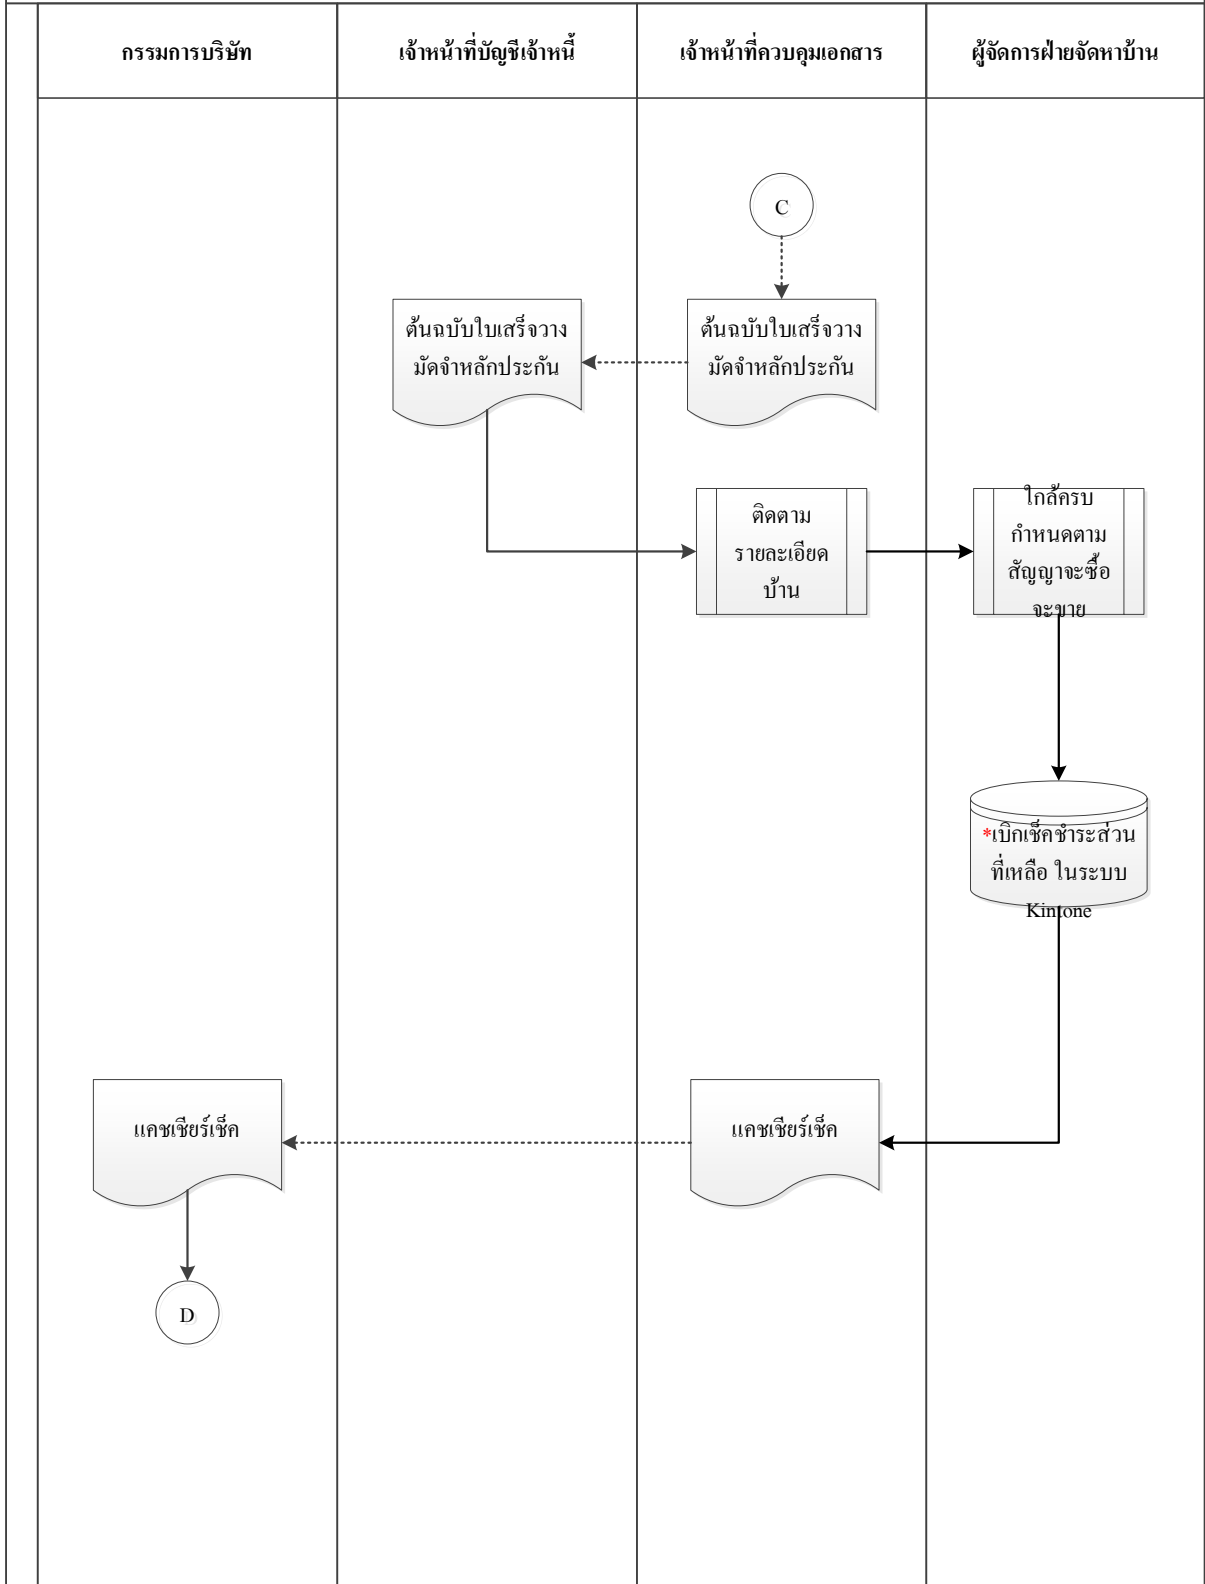 กรรมการบริษัท
เจ้าหน้าที่บัญชีเจ้าหนี้
เจ้าหน้าที่ควบคุมเอกสาร
ผู้จัดการฝ่ายจัดหาบ้าน
C
ต้นฉบับใบเสร็จวาง
มัดจำหลักประกัน
ต้นฉบับใบเสร็จวาง
มัดจำหลักประกัน
ติดตาม
รายละเอียด
บ้าน
ใกล้ครบ
กำหนดตาม
สัญญาจะซื้อ
จะขาย
*เบิกเช็คชำระส่วน
ที่เหลือ ในระบบ
Kintone
แคชเชียร์เช็ค
แคชเชียร์เช็ค
D